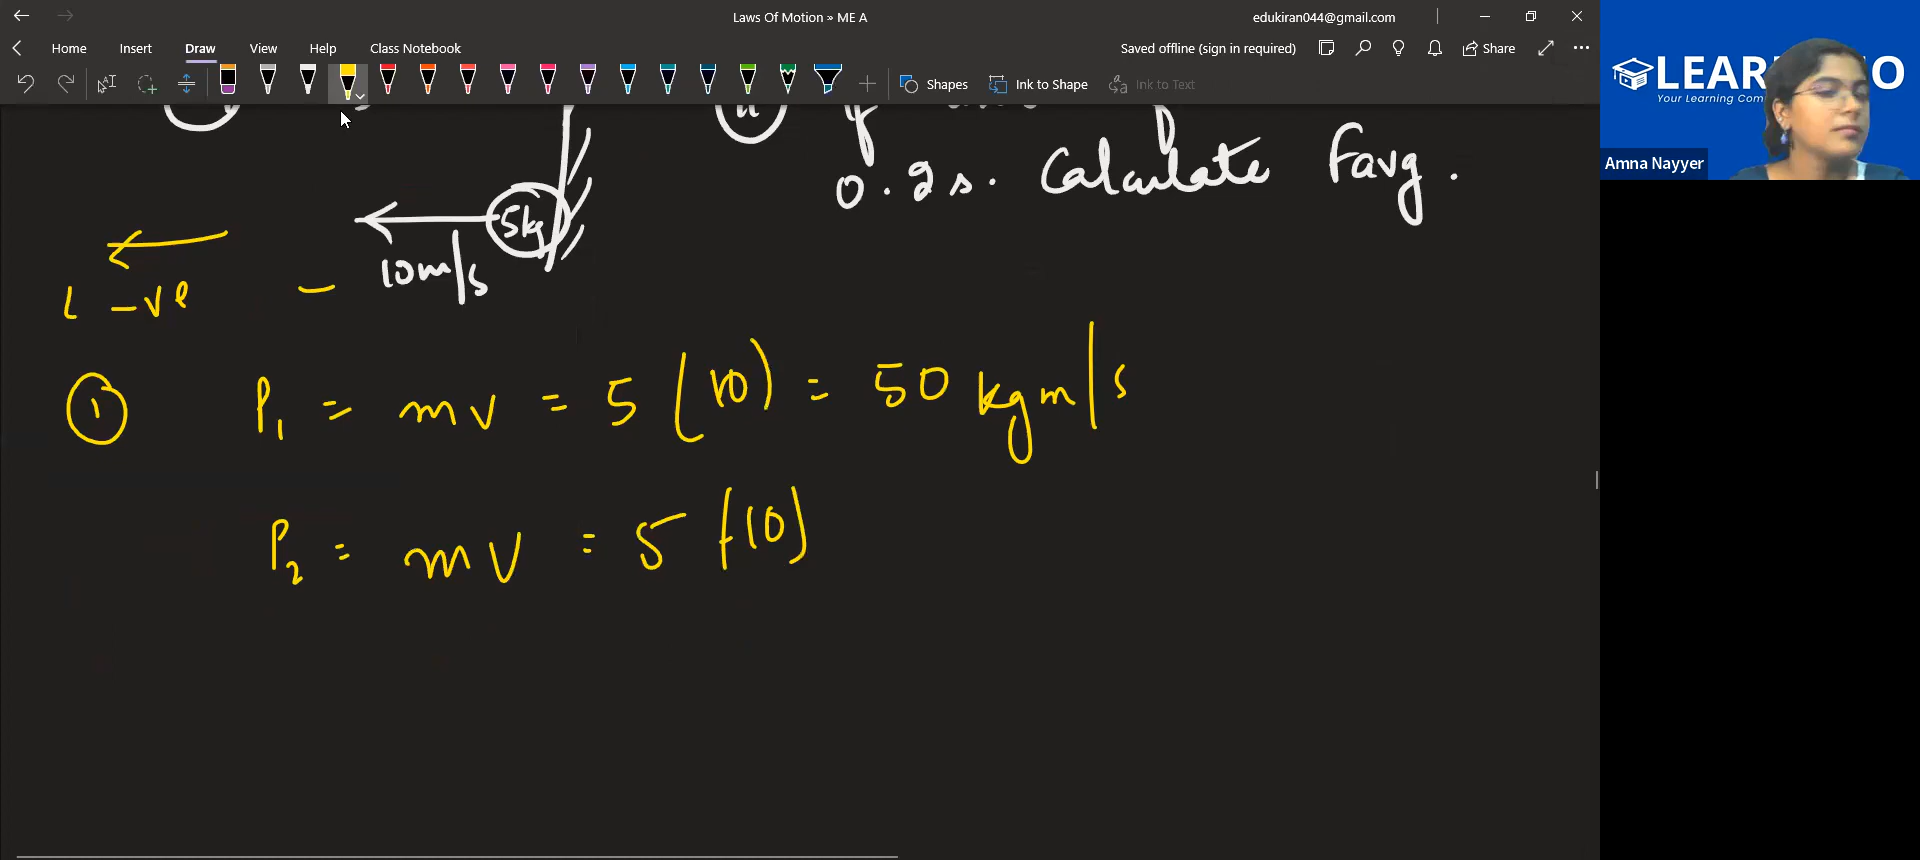 Laws Of Motion » ME A
edukiran044@gmail.com
Home Insert Draw View Help Class Notebook
Saved offline (sign in required) Share
Shapes Ink to Shape Ink to Text
LEAR O
Your Learning Com
Amna Nayyer
0.2s. Calculate Favg.
5kg
10m/s
-ve
-
① P₁ = mv = 5 (10) = 50 kgm/s
P₂ = mv = 5 (-10)